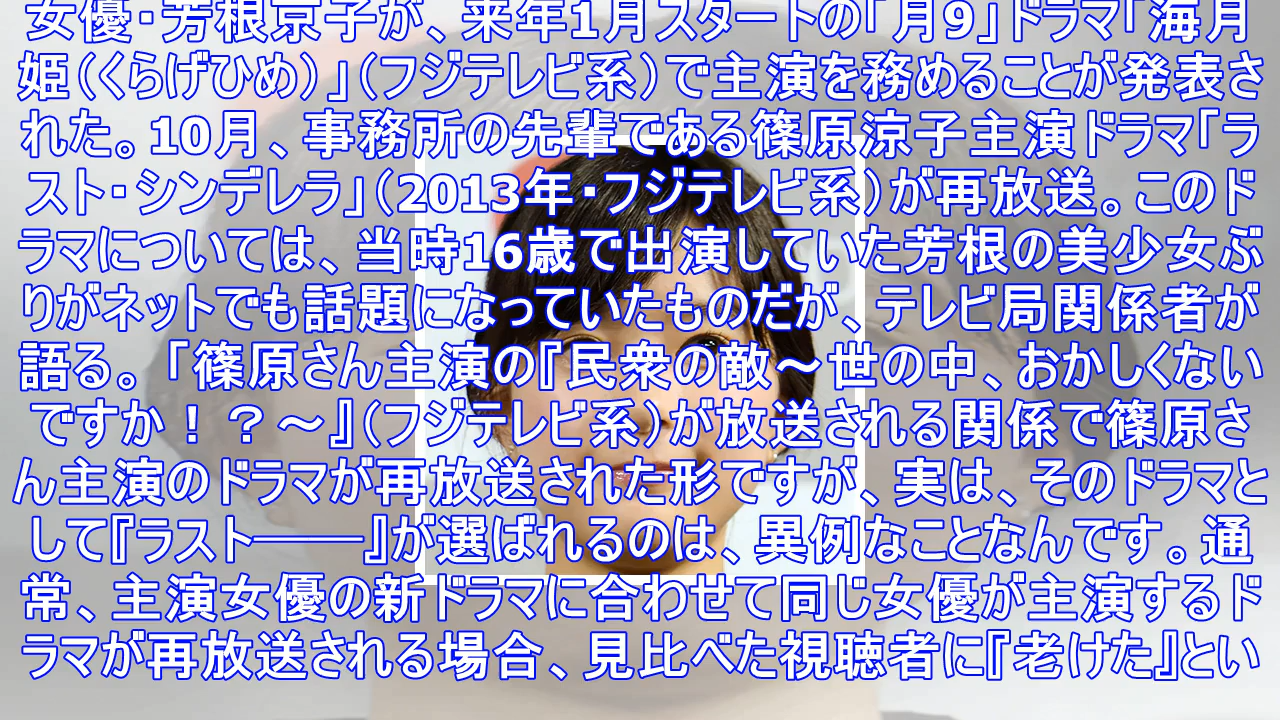 女優・芳根京子が、来年1月スタートの「月9」ドラマ「海月
姫（くらげひめ）」（フジテレビ系）で主演を務めることが発表さ
れた。10月、事務所の先輩である篠原涼子主演ドラマ「ラ
スト・シンデレラ」（2013年・フジテレビ系）が再放送。このド
ラマについては、当時16歳で出演していた芳根の美少女ぶ
りがネットでも話題になっていたものだが、テレビ局関係者が
語る。「篠原さん主演の『民衆の敵～世の中、おかしくない
ですか！？～』（フジテレビ系）が放送される関係で篠原さ
ん主演のドラマが再放送された形ですが、実は、そのドラマと
して『ラスト――』が選ばれるのは、異例なことなんです。通
常、主演女優の新ドラマに合わせて同じ女優が主演するド
ラマが再放送される場合、見比べた視聴者に『老けた』とい